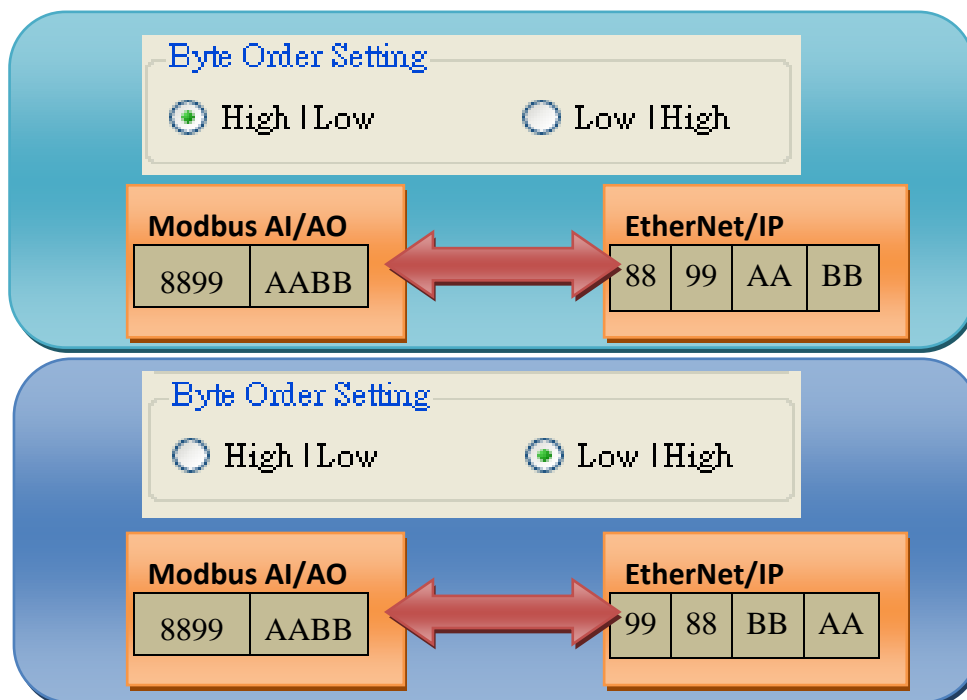 Byte Order Setting
High | Low Low | High
Modbus AI/AO EtherNet/IP
8899 AABB 88 99 AA BB
Byte Order Setting
High | Low Low | High
Modbus AI/AO EtherNet/IP
8899 AABB 99 88 BB AA